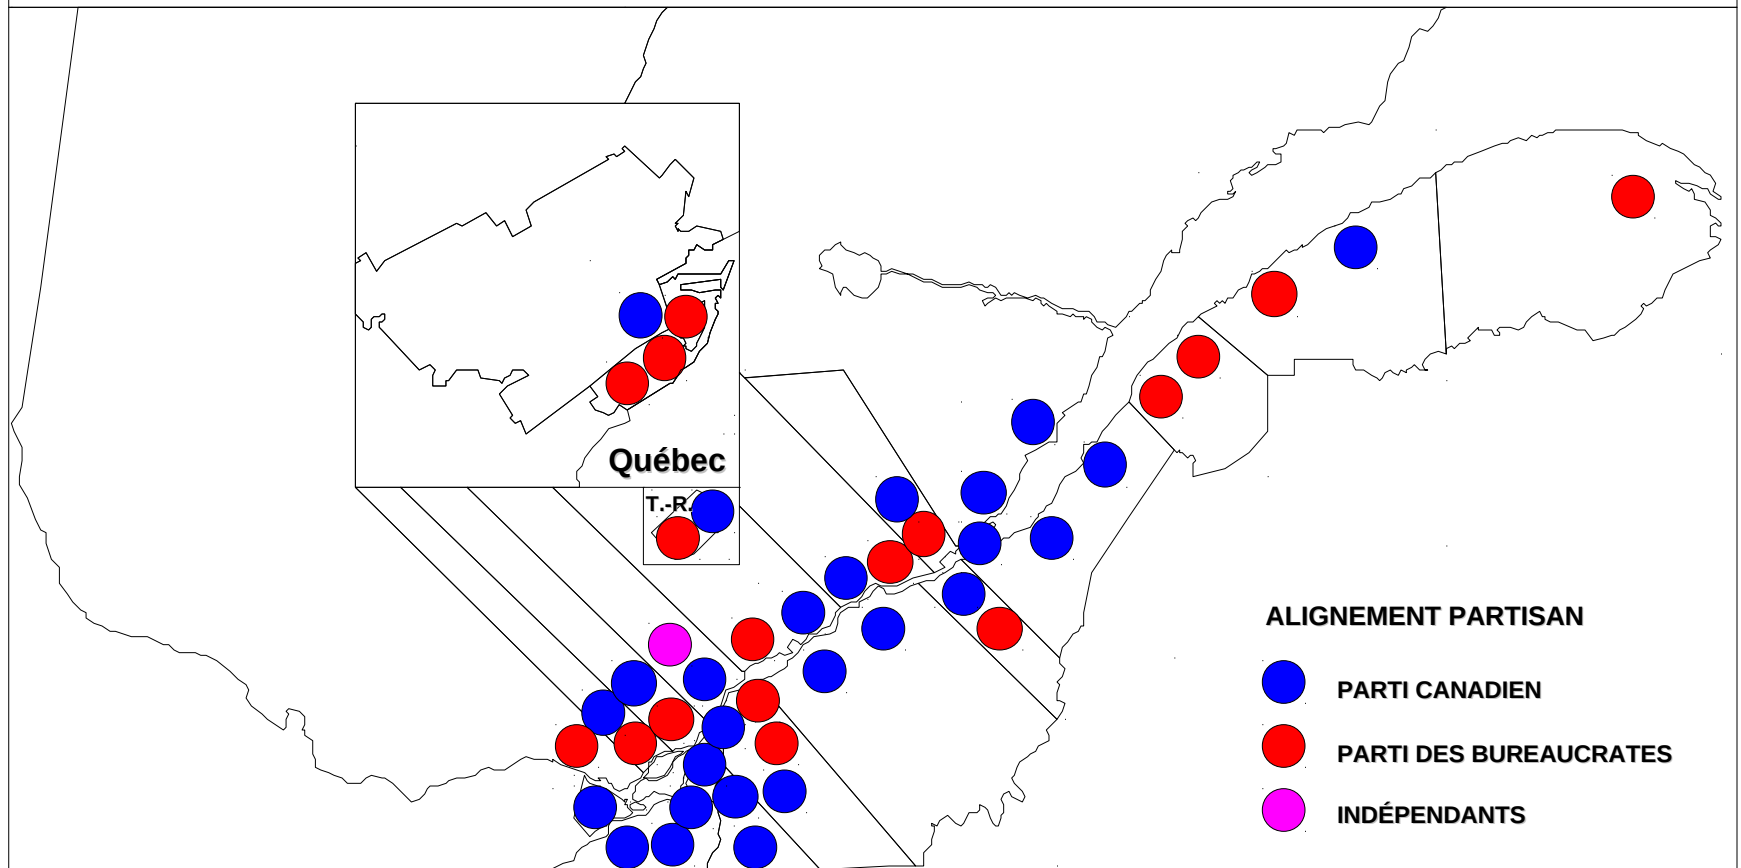 Québec
T.-R.
ALIGNEMENT PARTISAN
PARTI CANADIEN
PARTI DES BUREAUCRATES
INDÉPENDANTS